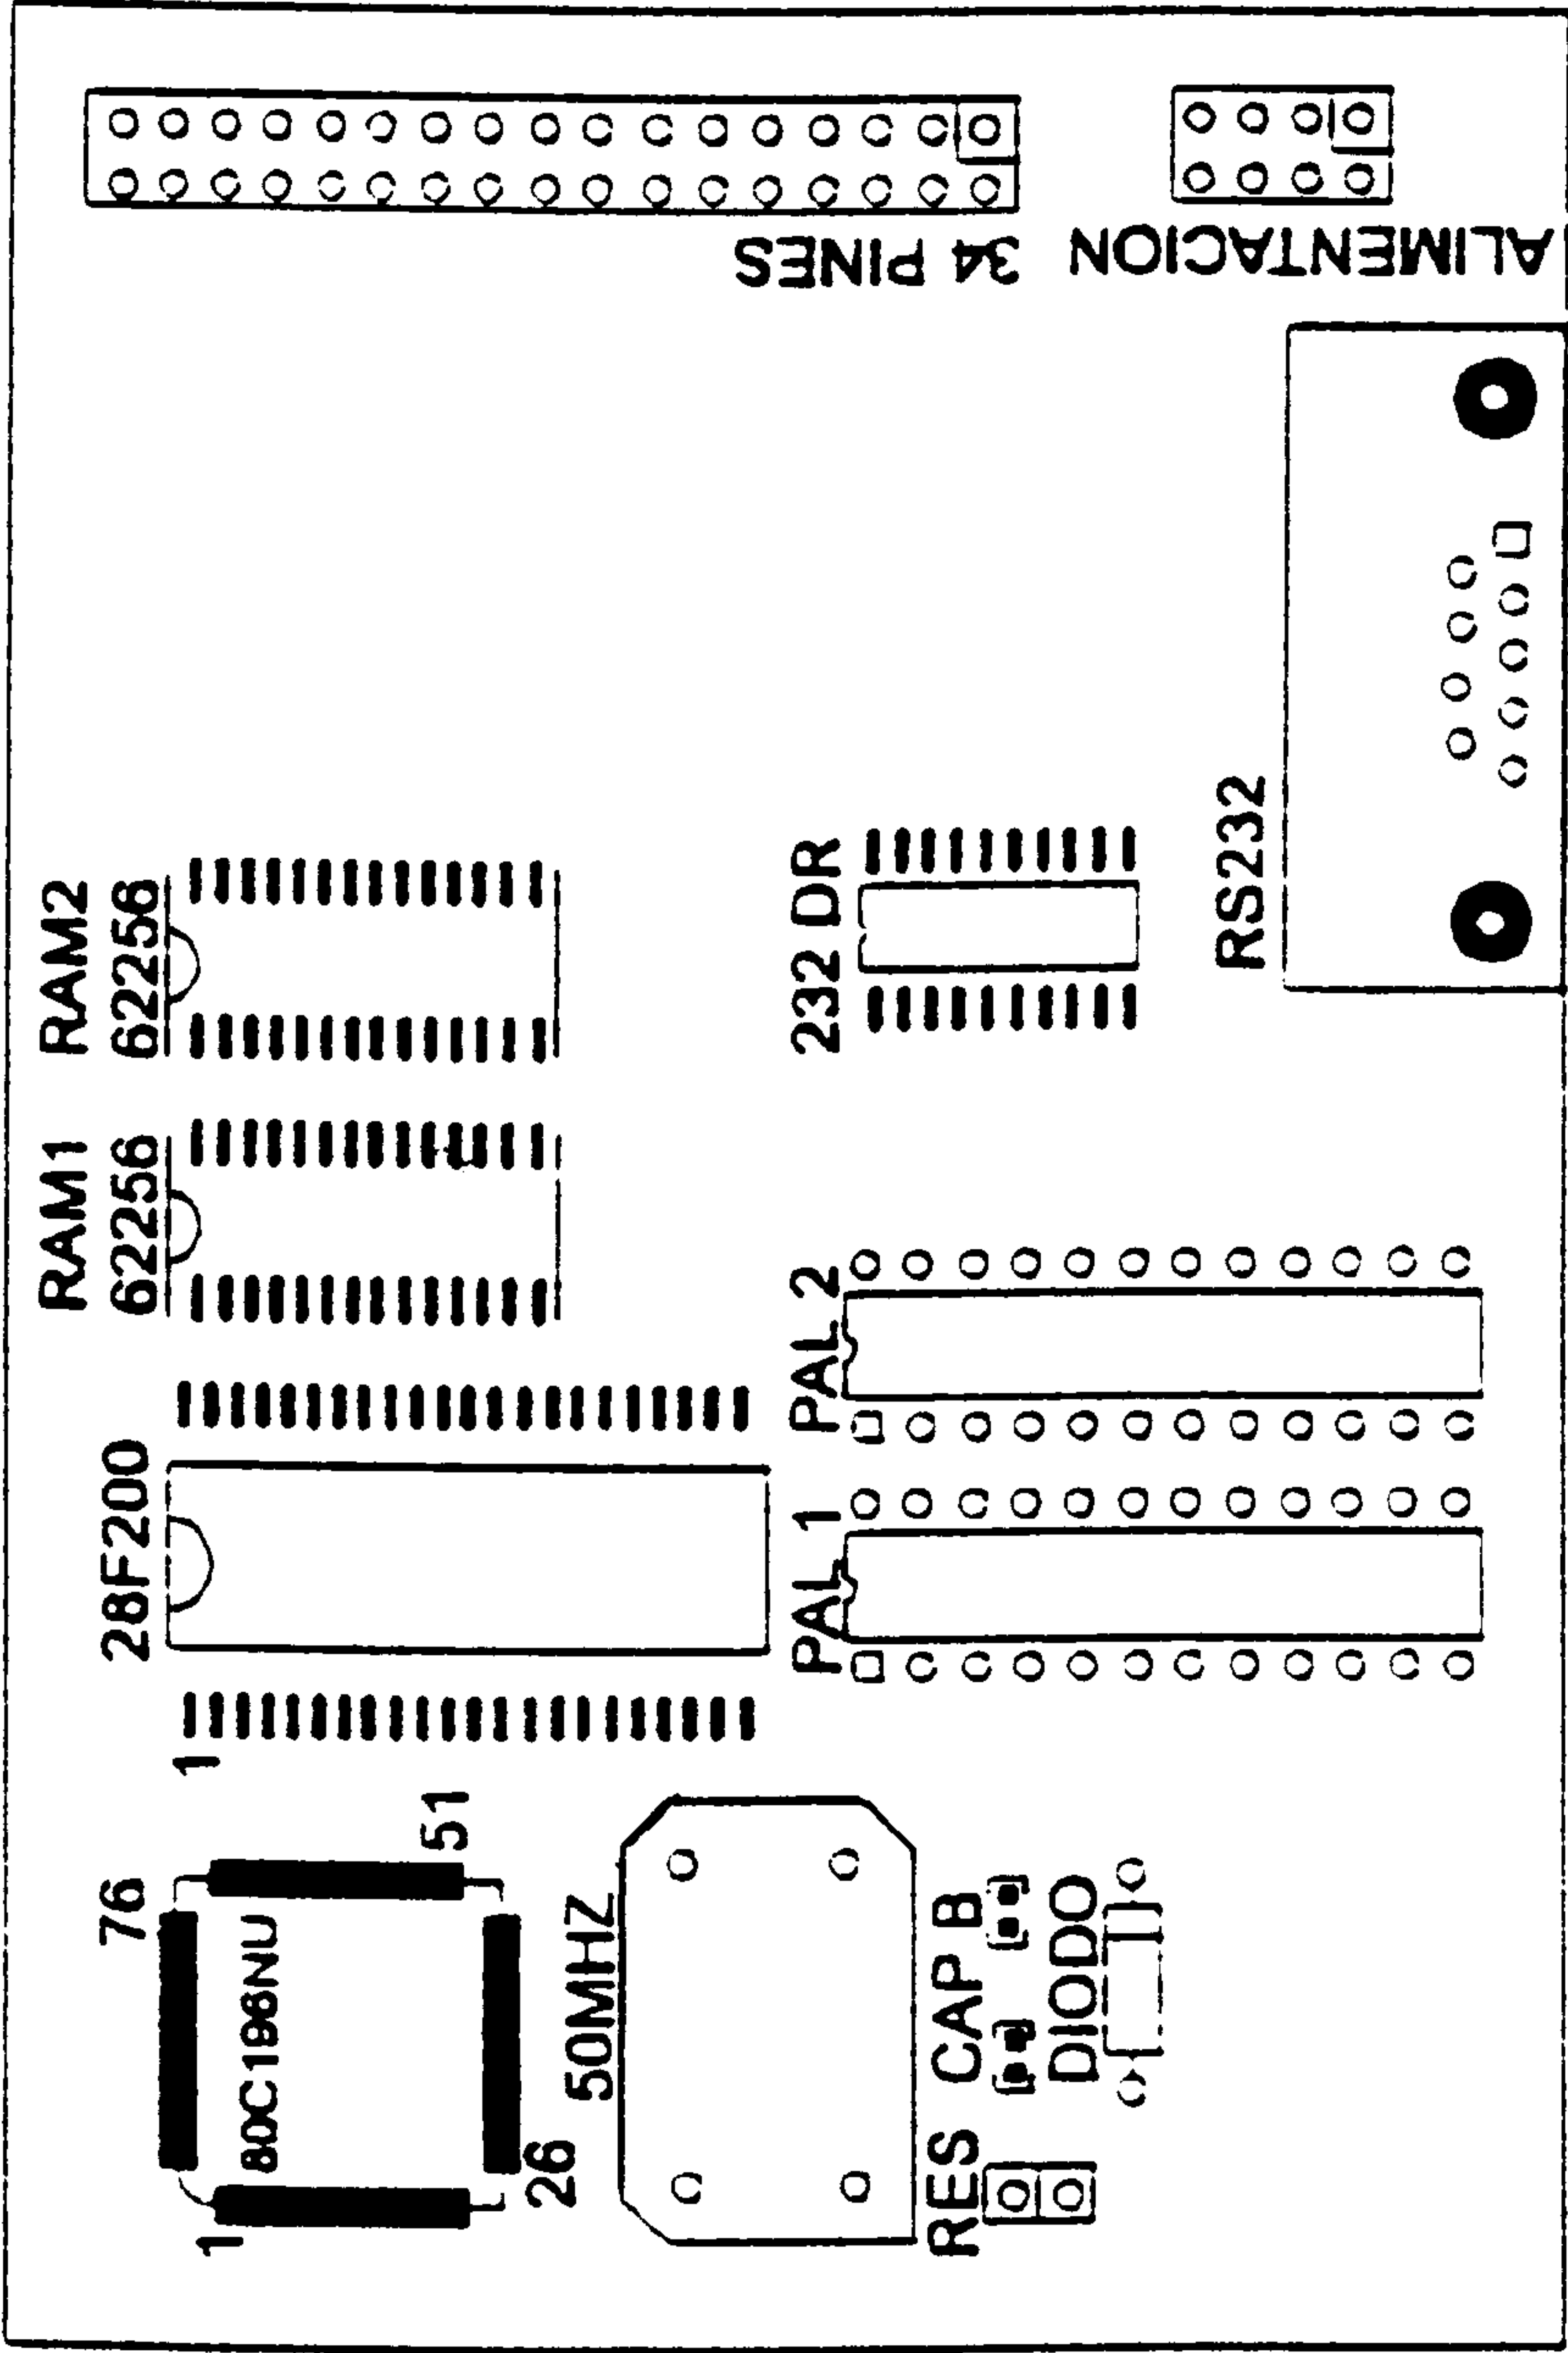 76
1
80C196NU
51
26
1
28F200
RAM1
62256
RAM2
62256
50MHZ
PAL 1
PAL 2
232 DR
RES
CAP B
DIODO
RS232
34 PINES
ALIMENTACION